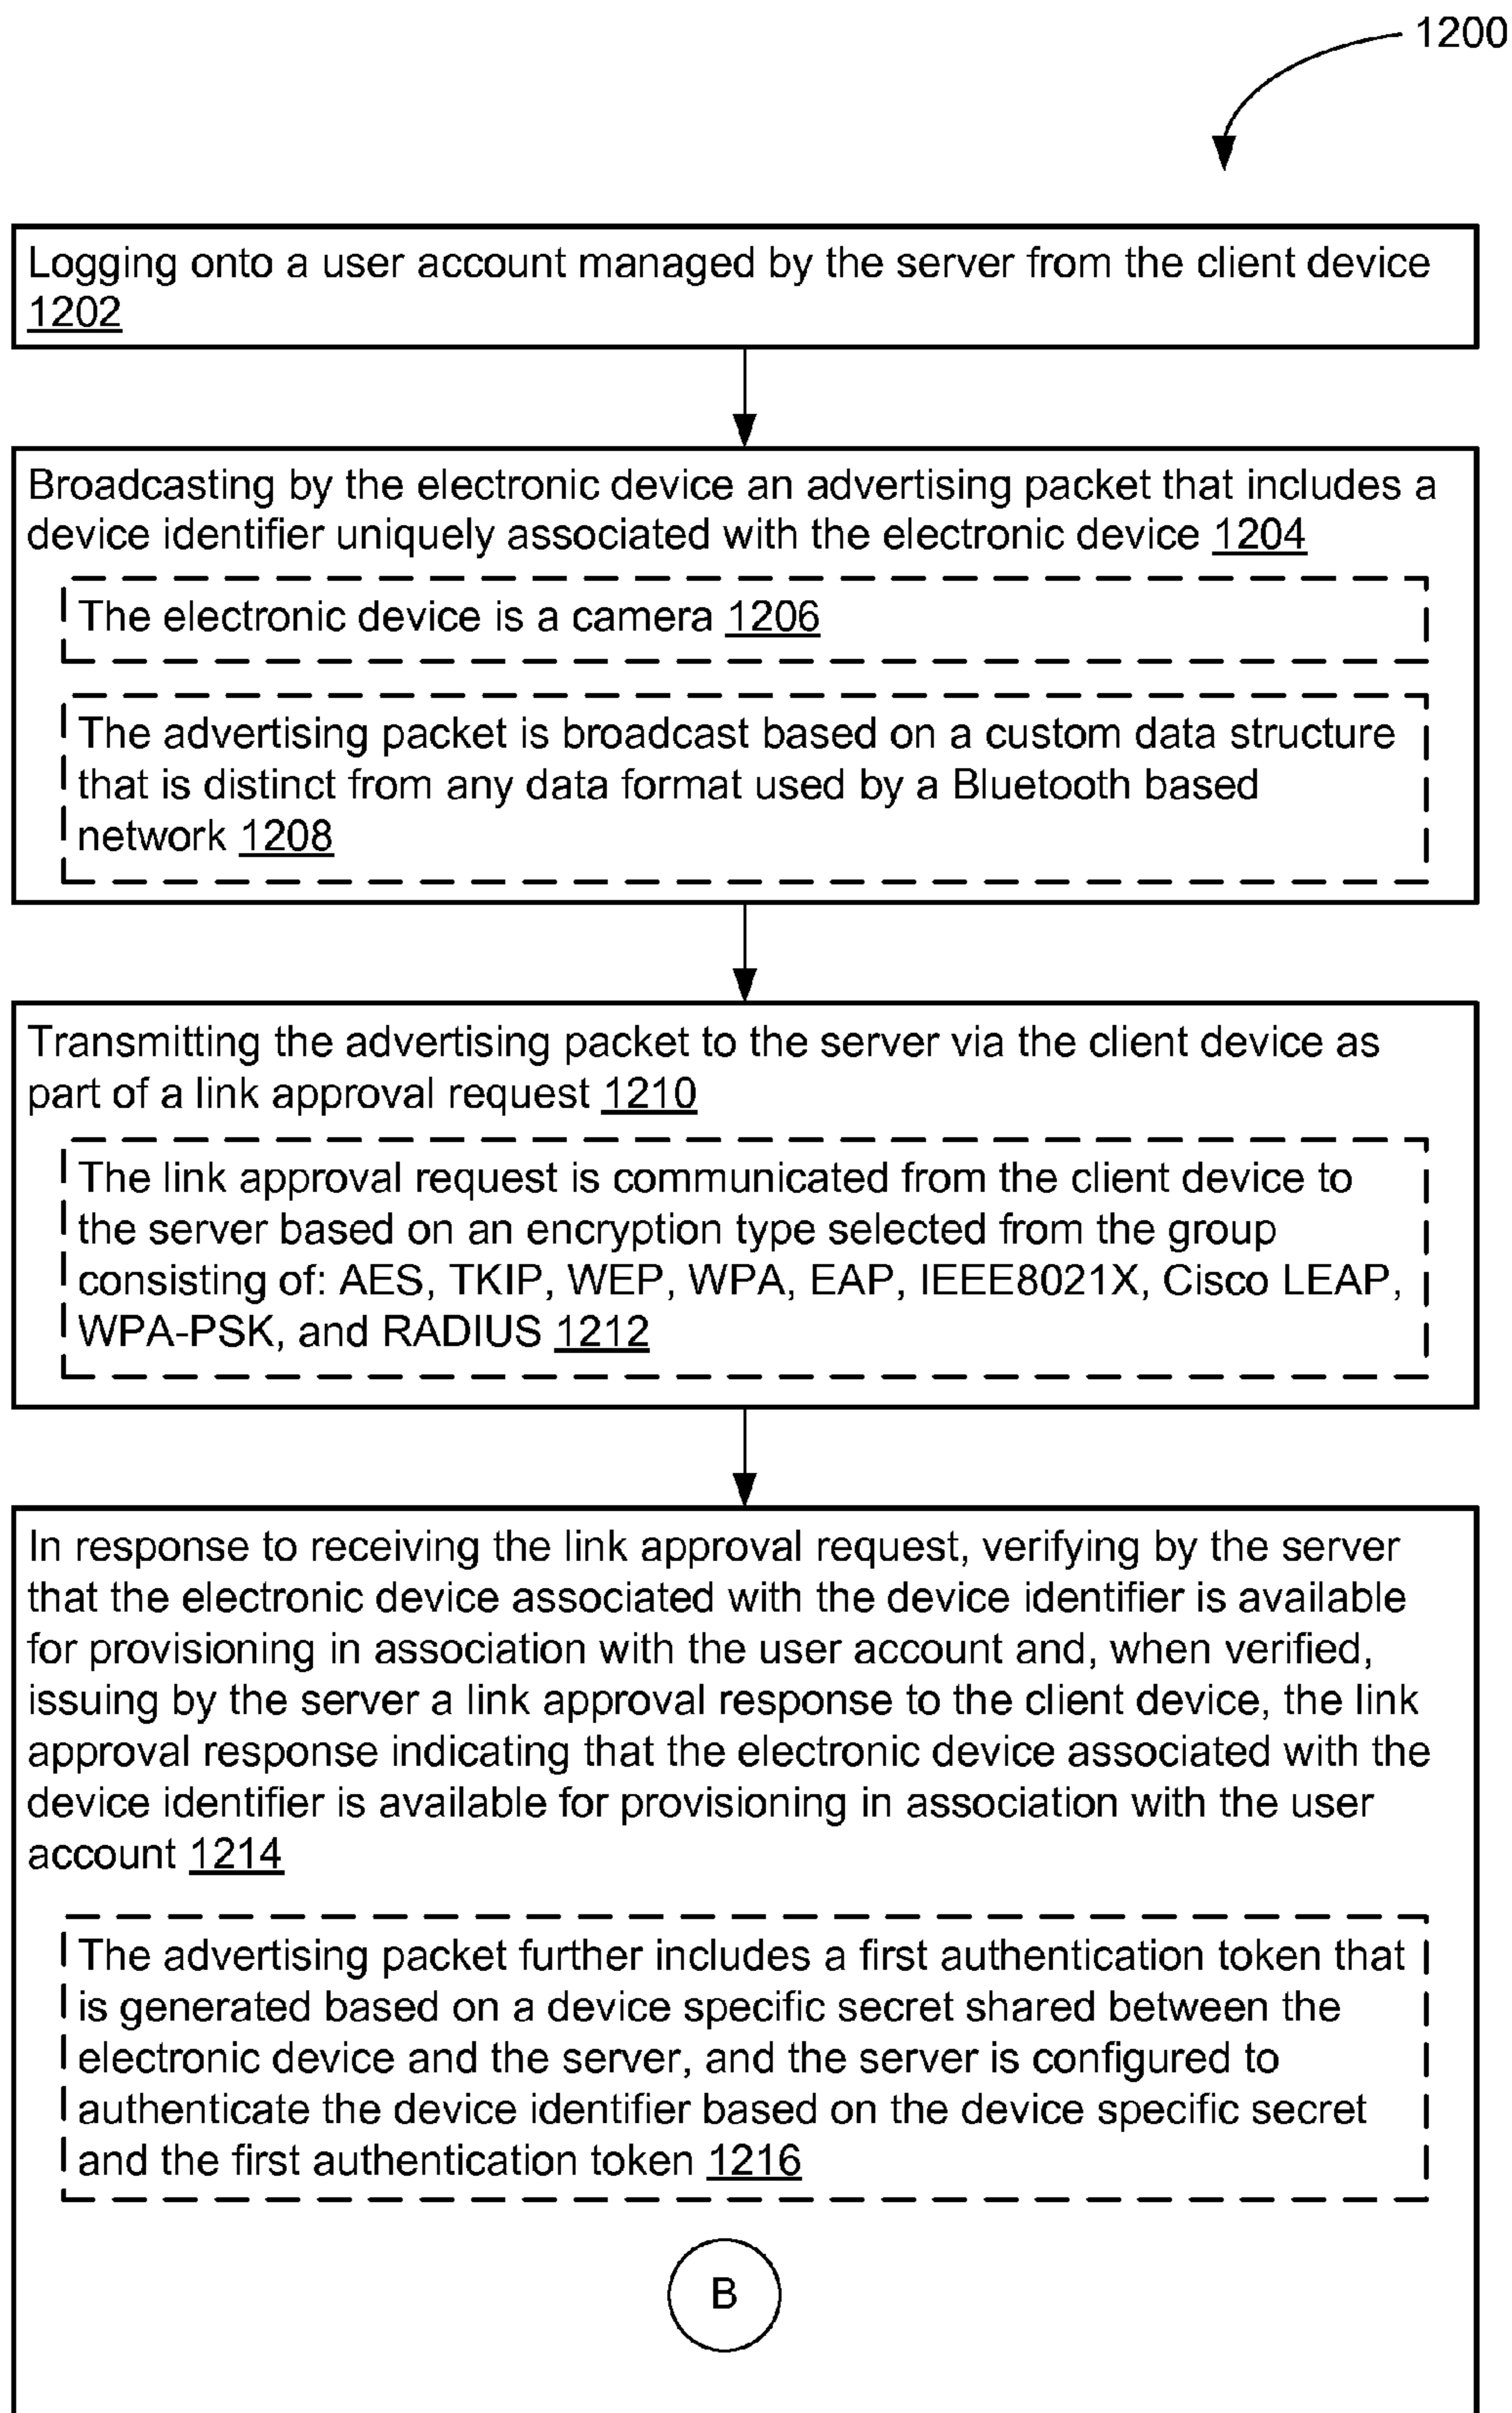 1200
Logging onto a user account managed by the server from the client device
1202
Broadcasting by the electronic device an advertising packet that includes a
device identifier uniquely associated with the electronic device 1204
The electronic device is a camera 1206
The advertising packet is broadcast based on a custom data structure
that is distinct from any data format used by a Bluetooth based
network 1208
Transmitting the advertising packet to the server via the client device as
part of a link approval request 1210
The link approval request is communicated from the client device to
the server based on an encryption type selected from the group
consisting of: AES, TKIP, WEP, WPA, EAP, IEEE8021X, Cisco LEAP,
WPA-PSK, and RADIUS 1212
In response to receiving the link approval request, verifying by the server
that the electronic device associated with the device identifier is available
for provisioning in association with the user account and, when verified,
issuing by the server a link approval response to the client device, the link
approval response indicating that the electronic device associated with the
device identifier is available for provisioning in association with the user
account 1214
The advertising packet further includes a first authentication token that
is generated based on a device specific secret shared between the
electronic device and the server, and the server is configured to
authenticate the device identifier based on the device specific secret
and the first authentication token 1216
B